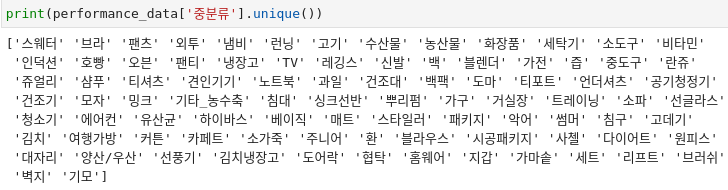 print(performance_data['중분류'].unique())
['스웨터' '브라' '팬츠' '외투' '냄비' '런닝' '고기' '수산물' '농산물' '화장품' '세탁기' '소도구' '비타민'
'인덕션' '호빵' '오븐' '팬티' '냉장고' 'TV' '레깅스' '신발' '백' '블렌더' '가전' '즙' '중도구' '란쥬'
'쥬얼리' '샴푸' '티셔츠' '견인기기' '노트북' '과일' '건조대' '백팩' '도마' '티포트' '언더셔츠' '공기청정기'
'건조기' '모자' '밍크' '기타_농수축' '침대' '싱크선반' '뿌리펌' '가구' '거실장' '트레이닝' '소파' '선글라스'
'청소기' '에어컨' '유산균' '하이바스' '베이직' '매트' '스타일러' '패키지' '악어' '썸머' '침구' '고데기'
'김치' '여행가방' '커튼' '카페트' '소가죽' '주니어' '환' '블라우스' '시공패키지' '사첼' '다이어트' '원피스'
'대자리' '양산/우산' '선풍기' '김치냉장고' '도어락' '협탁' '홈웨어' '지갑' '가마솥' '세트' '리프트' '브러쉬'
'벽지' '기모']